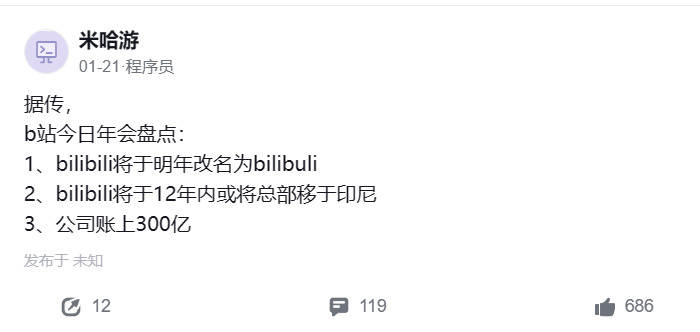 米哈游
01-21·程序员
据传，
b站今日年会盘点：
1、bilibili将于明年改名为bilibuli
2、bilibili将于12年内或将总部移于印尼
3、公司账上300亿
发布于 未知
12
119
686